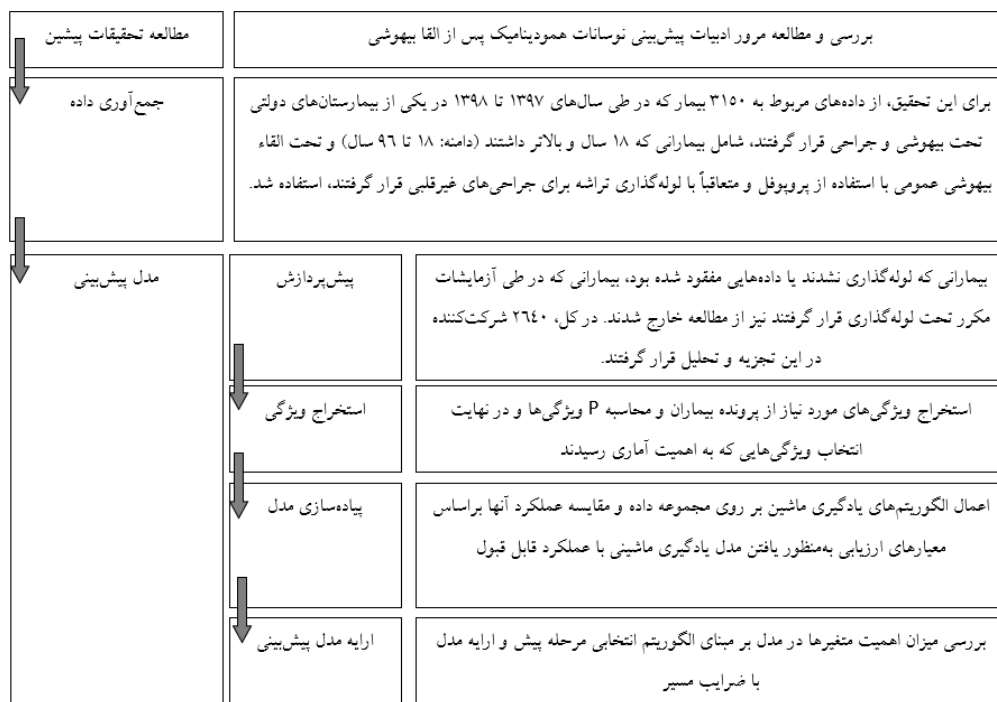 مطالعه تحقیقات پیشین
بررسی و مطالعه مرور ادبیات پیش‌بینی نوسانات همودینامیک پس از القا بیهوشی
جمع‌آوری داده
برای این تحقیق، از داده‌های مربوط به ۳۱۵۰ بیمار که در طی سال‌های ۱۳۹۷ تا ۱۳۹۸ در یکی از بیمارستان‌های دولتی
تحت بیهوشی و جراحی قرار گرفتند، شامل بیمارانی که ۱۸ سال و بالاتر داشتند (دامنه: ۱۸ تا ۹۶ سال) و تحت القاء
بیهوشی عمومی با استفاده از پروپوفل و متعاقباً با لوله‌گذاری تراشه برای جراحی‌های غیرقلبی قرار گرفتند، استفاده شد.
مدل پیش‌بینی
پیش‌پردازش
بیمارانی که لوله‌گذاری نشدند یا داده‌هایی مفقود شده بود، بیمارانی که در طی آزمایشات
مکرر تحت لوله‌گذاری قرار گرفتند نیز از مطالعه خارج شدند. در کل، ۲۶۴۰ شرکت‌کننده
در این تجزیه و تحلیل قرار گرفتند.
استخراج ویژگی
استخراج ویژگی‌های مورد نیاز از پرونده بیماران و محاسبه P ویژگی‌ها و در نهایت
انتخاب ویژگی‌هایی که به اهمیت آماری رسیدند
پیاده‌سازی مدل
اعمال الگوریتم‌های یادگیری ماشین بر روی مجموعه داده و مقایسه عملکرد آنها براساس
معیارهای ارزیابی به‌منظور یافتن مدل یادگیری ماشینی با عملکرد قابل قبول
ارایه مدل پیش‌بینی
بررسی میزان اهمیت متغیرها در مدل بر مبنای الگوریتم انتخابی مرحله پیش و ارایه مدل
با ضرایب مسیر